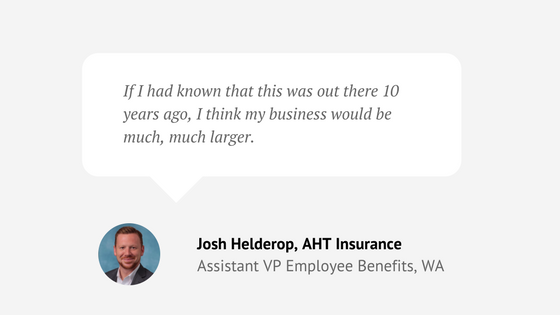 If I had known that this was out there 10
years ago, I think my business would be
much, much larger.
Josh Helderop, AHT Insurance
Assistant VP Employee Benefits, WA